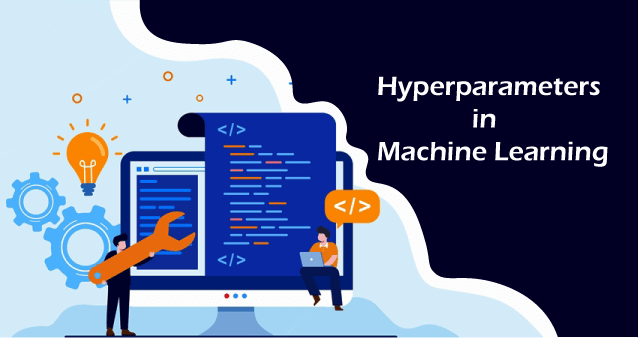 Hyperparameters
in
Machine Learning
</>
</>
</>